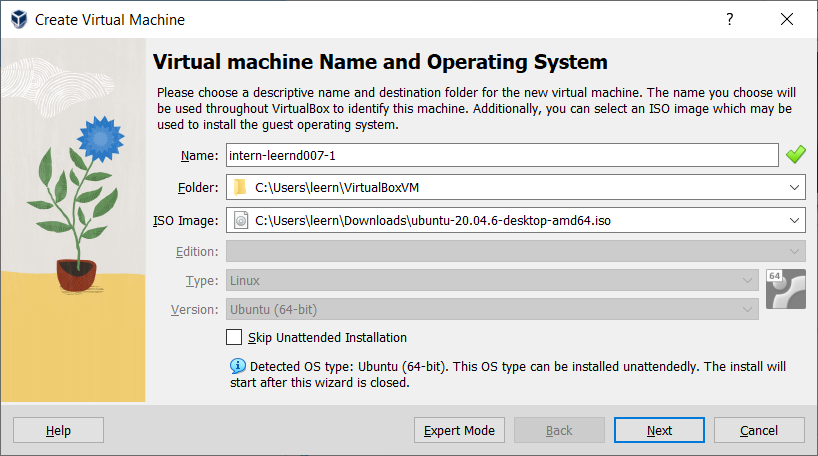 Create Virtual Machine
?
Virtual machine Name and Operating System
Please choose a descriptive name and destination folder for the new virtual machine. The name you choose will
be used throughout VirtualBox to identify this machine. Additionally, you can select an ISO image which may be
used to install the guest operating system.
Name: intern-leernd007-1
Folder: C:\Users\leern\VirtualBoxVM
ISO Image: C:\Users\leern\Downloads\ubuntu-20.04.6-desktop-amd64.iso
Edition:
Type: Linux
64
Version: Ubuntu (64-bit)
Skip Unattended Installation
Detected OS type: Ubuntu (64-bit). This OS type can be installed unattendedly. The install will
start after this wizard is closed.
Help Expert Mode Back Next Cancel